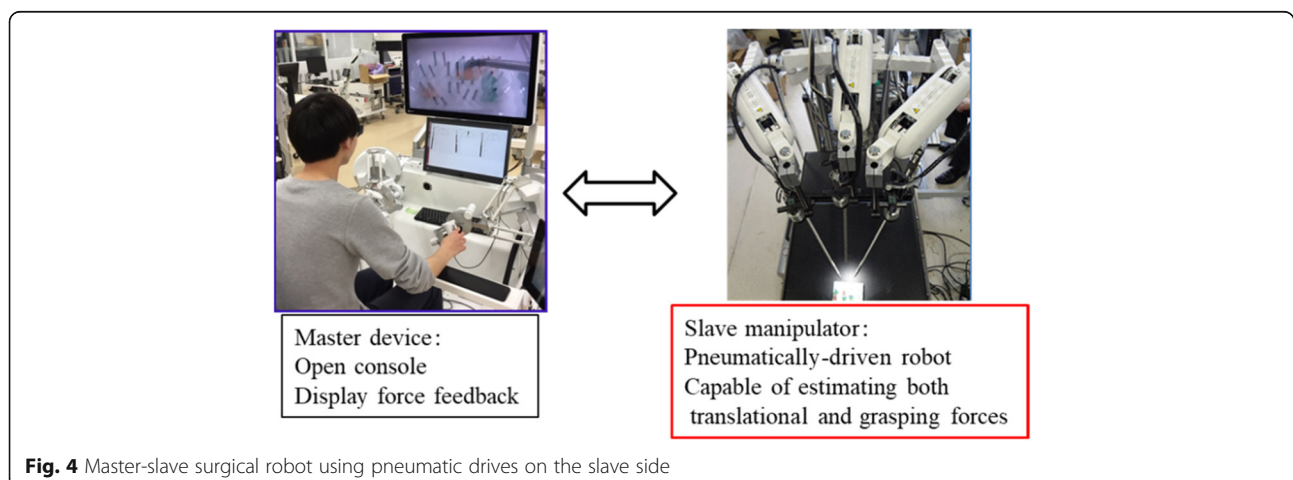 Master device:
Open console
Display force feedback
Slave manipulator:
Pneumatically-driven robot
Capable of estimating both
translational and grasping forces
Fig. 4 Master-slave surgical robot using pneumatic drives on the slave side